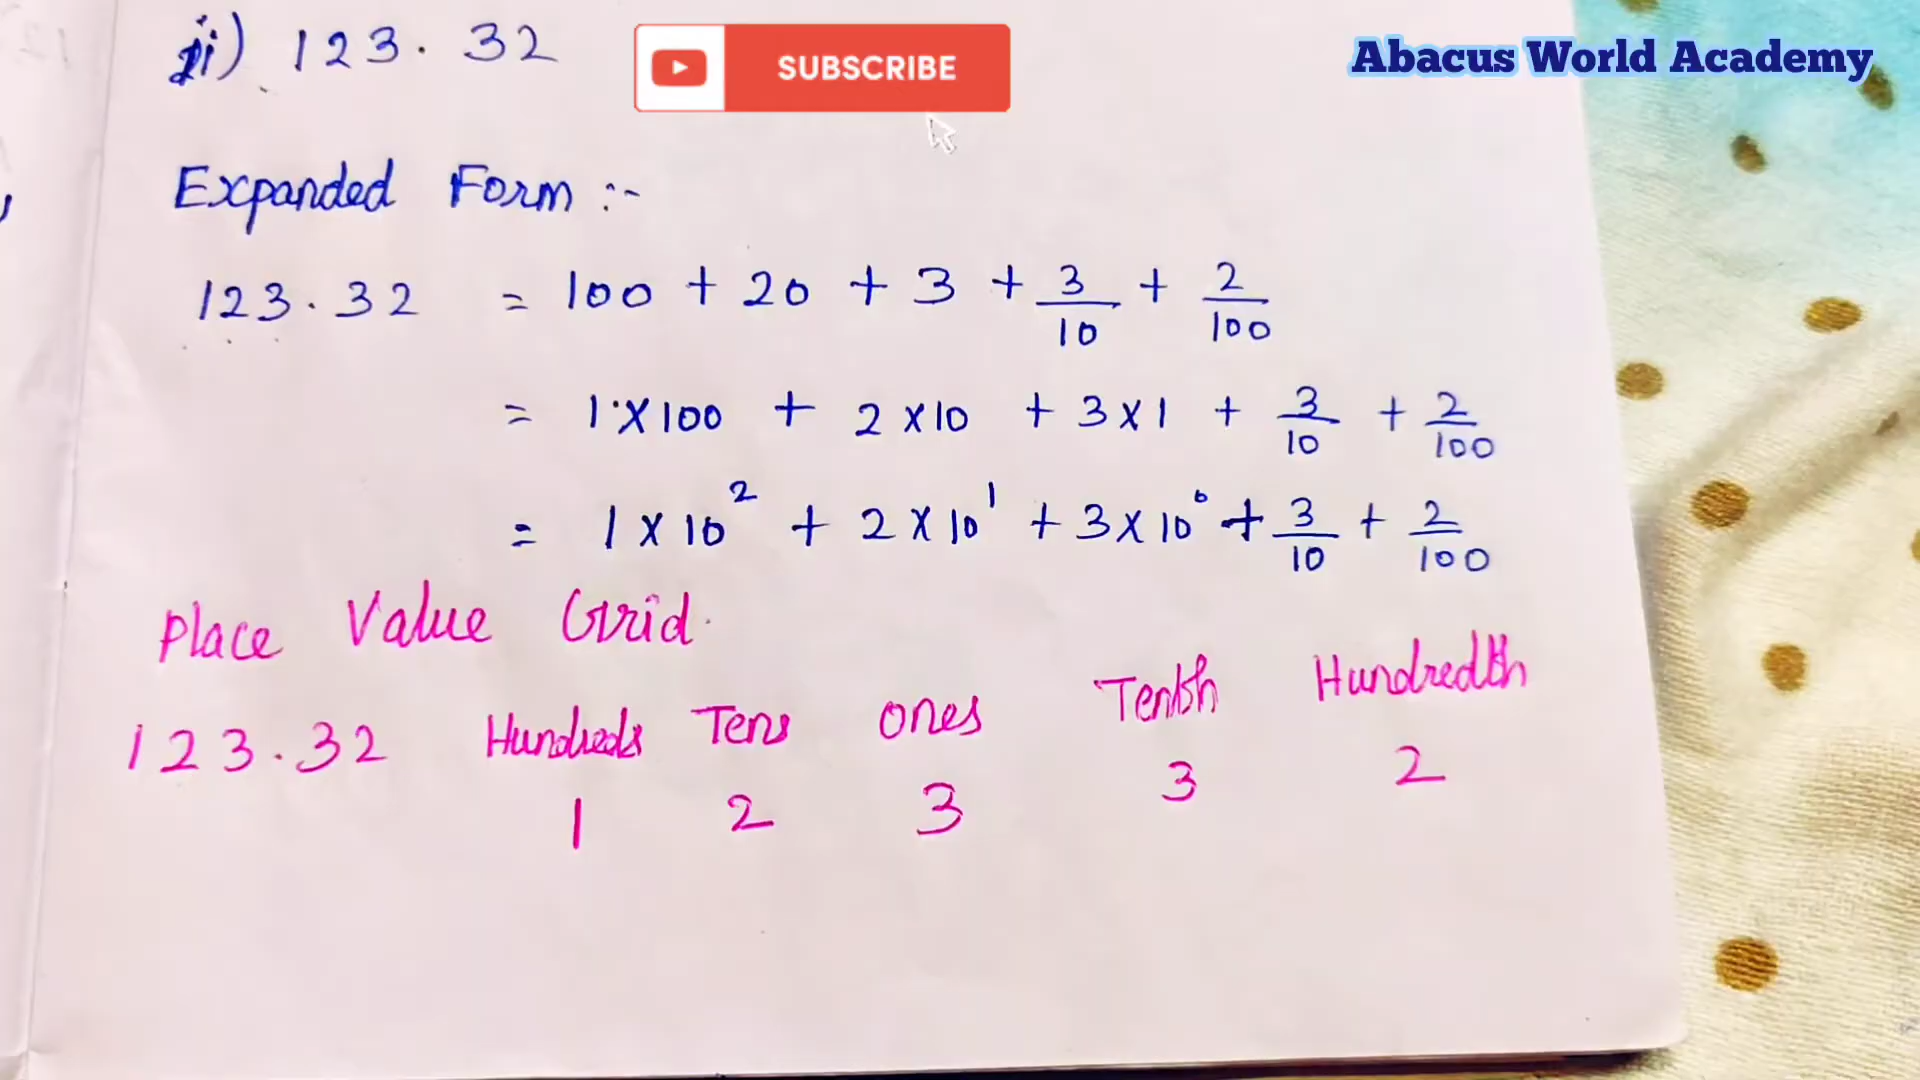 ii) 123.32
SUBSCRIBE
Abacus World Academy
Expanded Form :-
123.32 = 100 + 20 + 3 + 3/10 + 2/100
= 1 × 100 + 2 × 10 + 3 × 1 + 3/10 + 2/100
= 1 × 10² + 2 × 10¹ + 3 × 10⁰ + 3/10 + 2/100
Place Value Grid.
123.32 Hundreds Tens Ones Tenth Hundredth
1 2 3 3 2